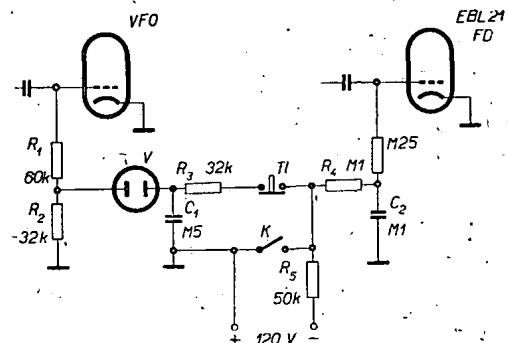 VFO
EBL21
FD
R1
60k
R2
32k
V
R3 32k
C1
M5
Tl
R4 M1
M25
C2
M1
K
R5
50k
+ 120 V -